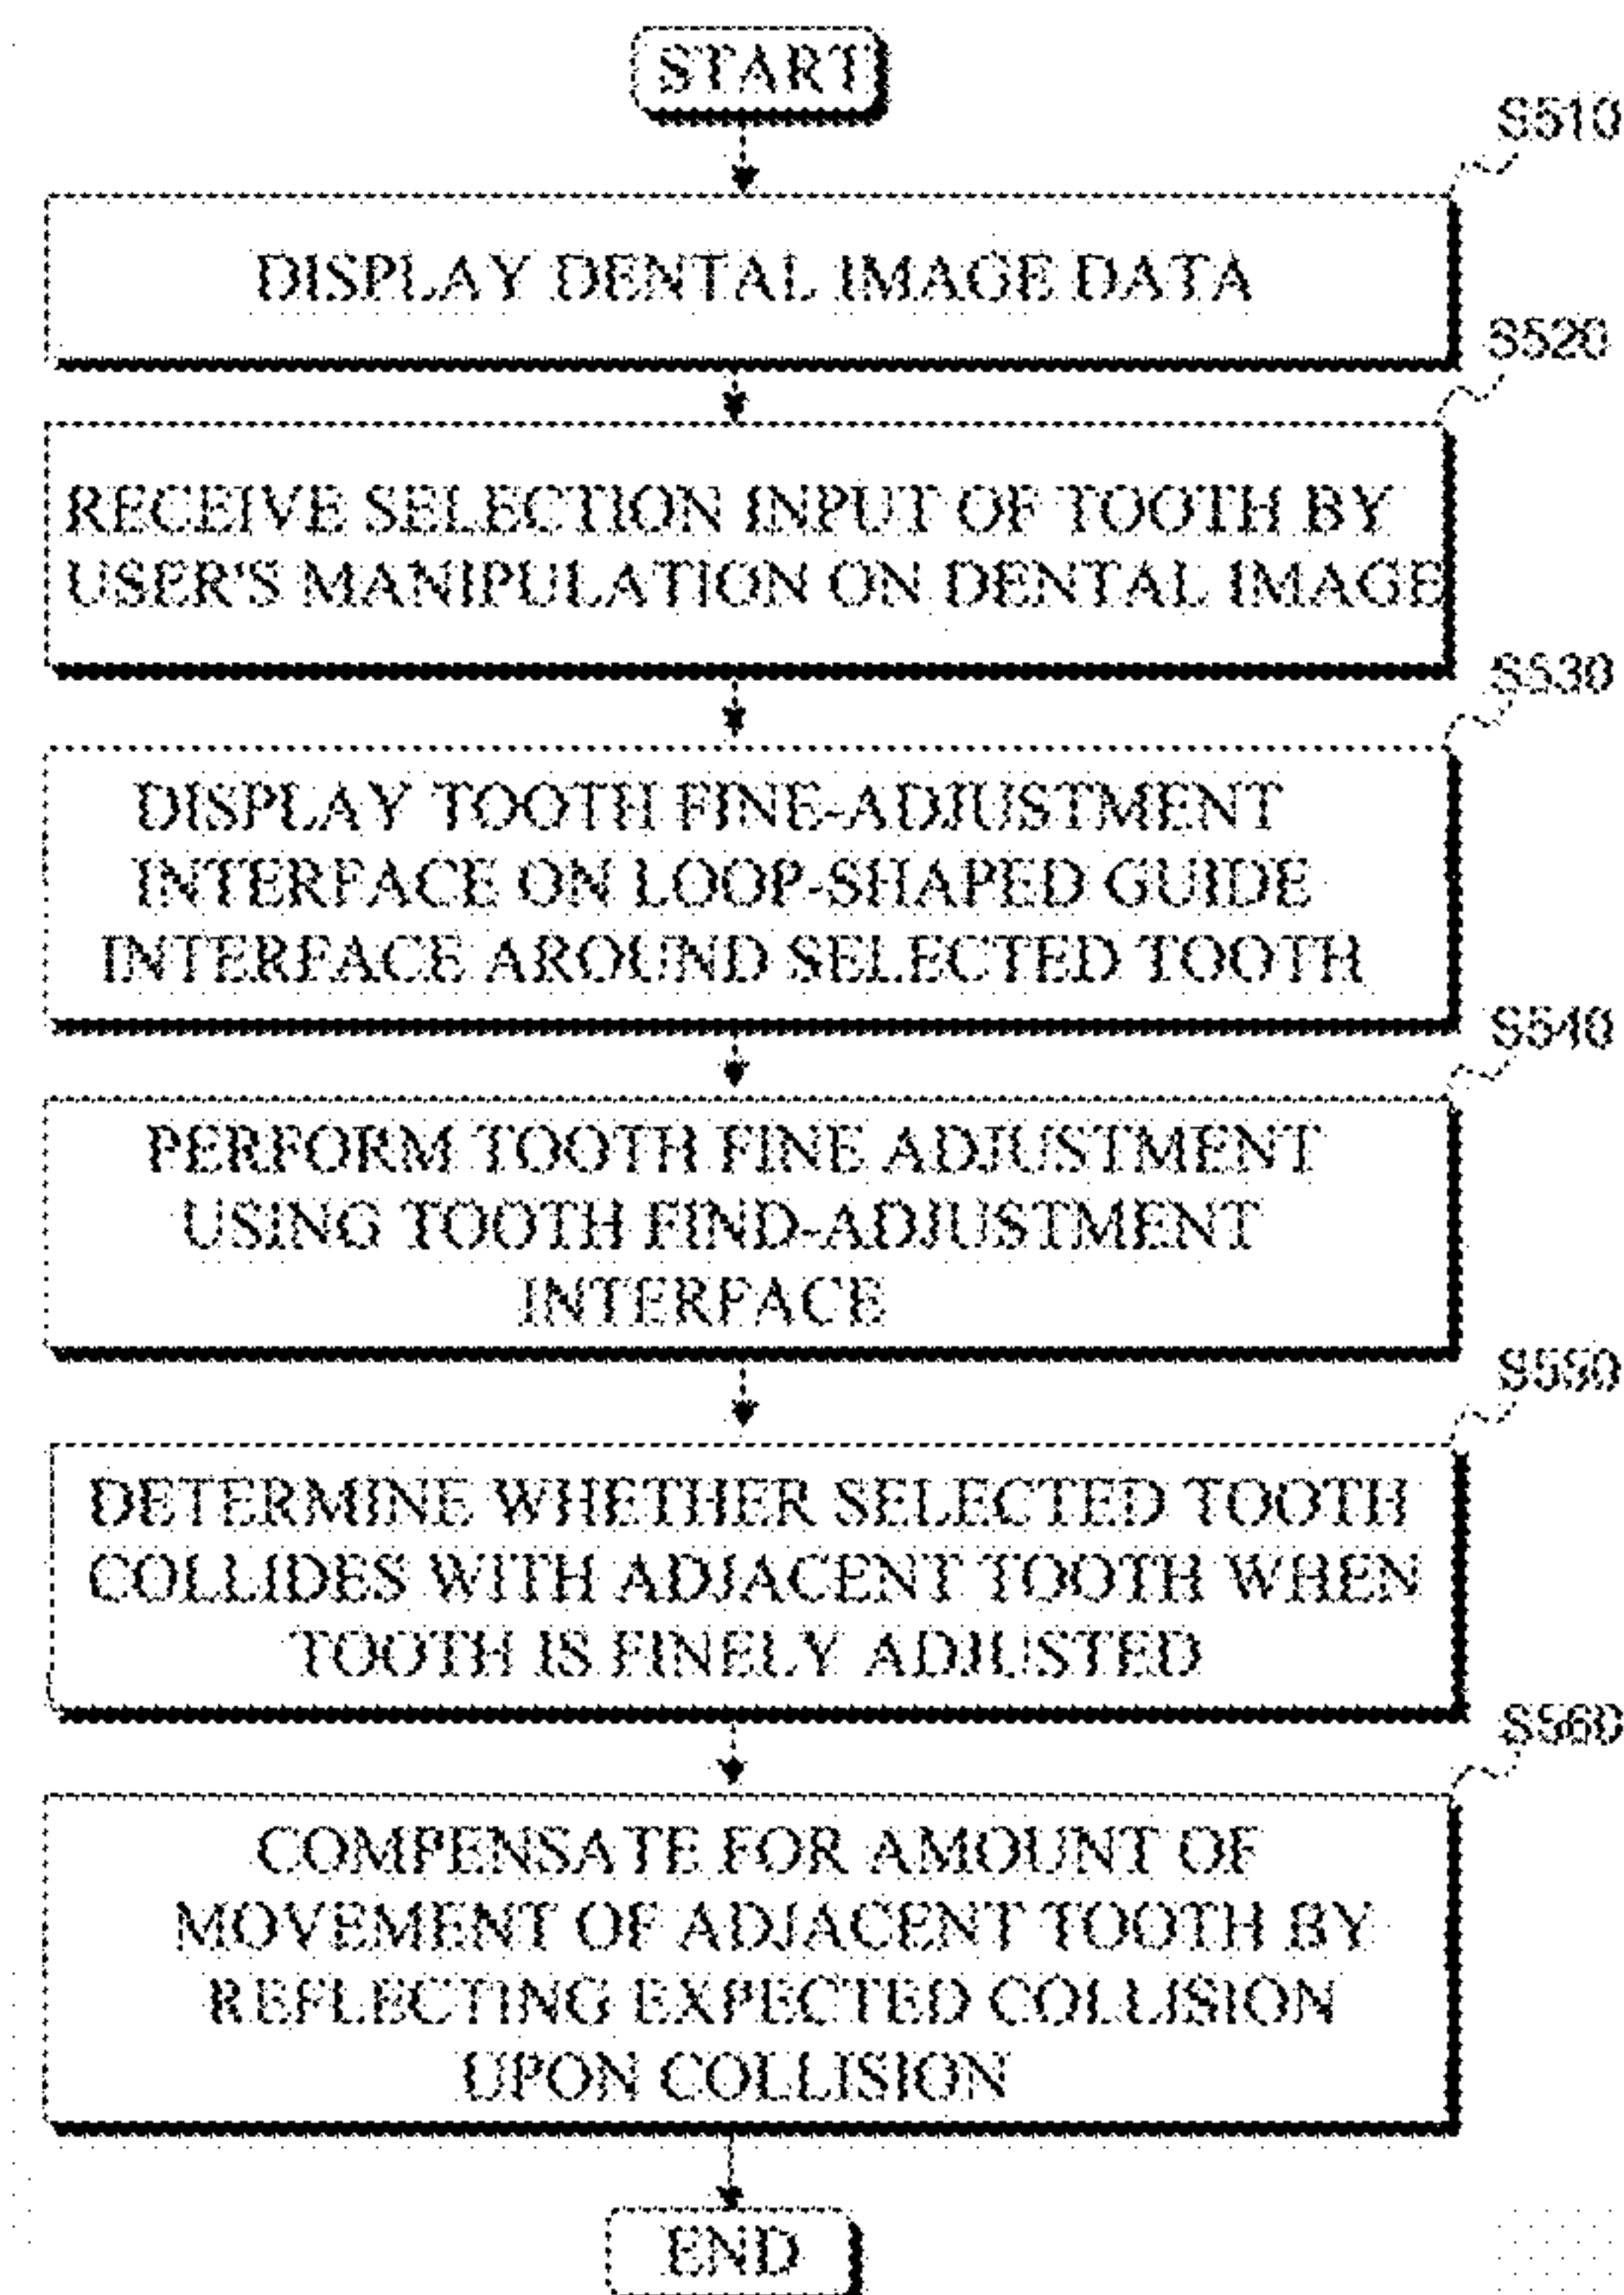 START
S510
DISPLAY DENTAL IMAGE DATA
S520
RECEIVE SELECTION INPUT OF TOOTH BY
USER'S MANIPULATION ON DENTAL IMAGE
S530
DISPLAY TOOTH FINE-ADJUSTMENT
INTERFACE ON LOOP-SHAPED GUIDE
INTERFACE AROUND SELECTED TOOTH
S540
PERFORM TOOTH FINE ADJUSTMENT
USING TOOTH FIND-ADJUSTMENT
INTERFACE
S550
DETERMINE WHETHER SELECTED TOOTH
COLLIDES WITH ADJACENT TOOTH WHEN
TOOTH IS FINELY ADJUSTED
S560
COMPENSATE FOR AMOUNT OF
MOVEMENT OF ADJACENT TOOTH BY
REFLECTING EXPECTED COLLISION
UPON COLLISION
END